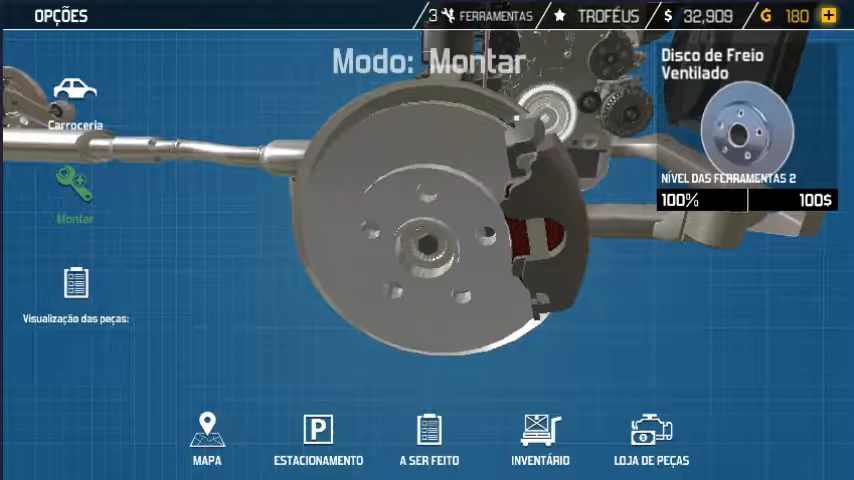 OPÇÕES
3 FERRAMENTAS
TROFÉUS
$ 32,909
G 180
Modo: Montar
Disco de Freio
Ventilado
Carroceria
NÍVEL DAS FERRAMENTAS 2
100%
100$
Montar
Visualização das peças:
P
MAPA
ESTACIONAMENTO
A SER FEITO
INVENTÁRIO
LOJA DE PEÇAS